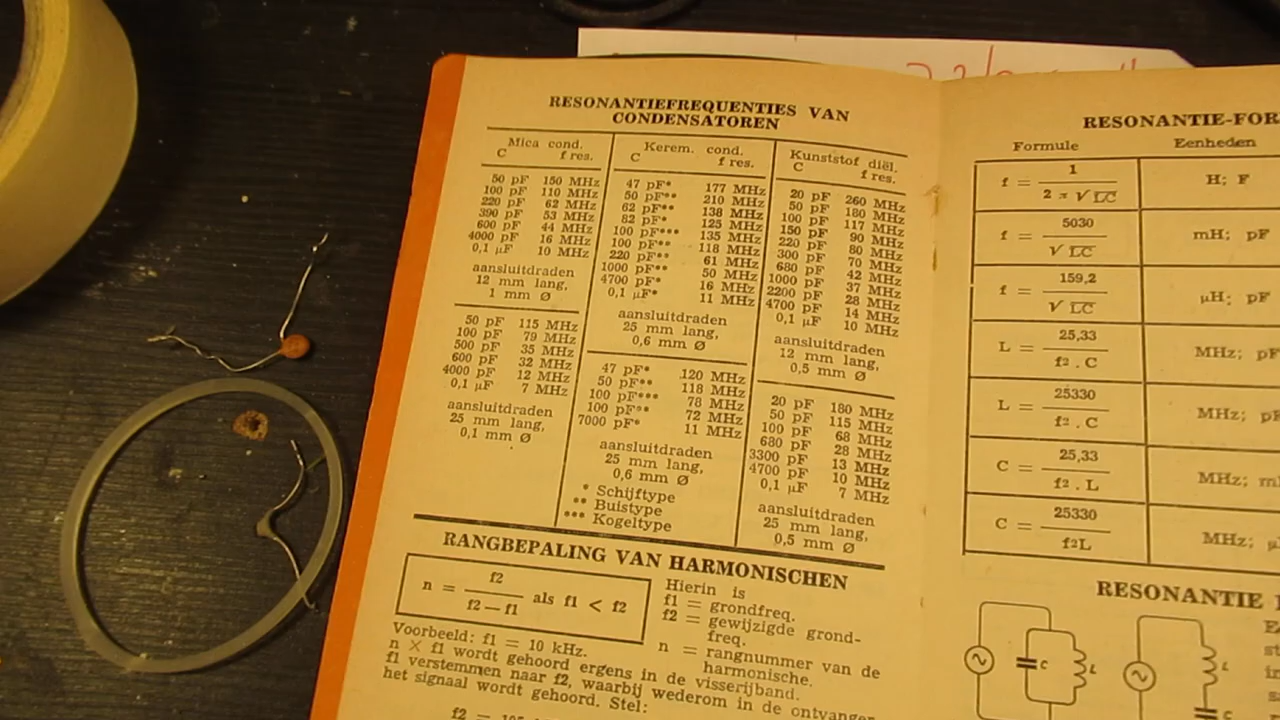 RESONANTIEFREQUENTIES VAN
CONDENSATOREN
Mica cond.
C f res.
50 pF 150 MHz
100 pF 110 MHz
220 pF 62 MHz
390 pF 53 MHz
600 pF 44 MHz
4000 pF 16 MHz
0,1 µF 10 MHz
aansluitdraden
12 mm lang,
1 mm Ø
50 pF 115 MHz
100 pF 79 MHz
500 pF 35 MHz
600 pF 32 MHz
4000 pF 12 MHz
0,1 µF 7 MHz
aansluitdraden
25 mm lang,
0,1 mm Ø
Kerem. cond.
C f res.
47 pF* 177 MHz
50 pF** 210 MHz
62 pF** 138 MHz
82 pF* 125 MHz
100 pF*** 135 MHz
100 pF** 118 MHz
220 pF** 61 MHz
1000 pF** 50 MHz
4700 pF* 16 MHz
0,1 µF* 11 MHz
aansluitdraden
25 mm lang,
0,6 mm Ø
47 pF* 120 MHz
50 pF** 118 MHz
100 pF*** 78 MHz
100 pF** 72 MHz
7000 pF* 11 MHz
aansluitdraden
25 mm lang,
0,6 mm Ø
* Schijftype
** Buistype
*** Kogeltype
Kunststof diël.
C f res.
20 pF 260 MHz
50 pF 180 MHz
100 pF 117 MHz
150 pF 90 MHz
220 pF 80 MHz
300 pF 70 MHz
680 pF 42 MHz
1000 pF 37 MHz
2200 pF 28 MHz
4700 pF 14 MHz
0,1 µF 10 MHz
aansluitdraden
12 mm lang,
0,5 mm Ø
20 pF 180 MHz
50 pF 115 MHz
100 pF 68 MHz
680 pF 28 MHz
3300 pF 13 MHz
4700 pF 10 MHz
0,1 µF 7 MHz
aansluitdraden
25 mm lang,
0,5 mm Ø
RANGBEPALING VAN HARMONISCHEN
n = f2 / f2 — f1 als f1 < f2
Hierin is
f1 = grondfreq.
f2 = gewijzigde grond-
freq.
n = rangnummer van de
harmonische.
Voorbeeld: f1 = 10 kHz.
n × f1 wordt gehoord ergens in de visserijband.
f1 verstemmen naar f2, waarbij wederom in de ontvanger
het signaal wordt gehoord. Stel:
f2 =
RESONANTIE-FOR
Formule Eenheden
f = 1 / 2 π √LC H; F
f = 5030 / √LC mH; pF
f = 159,2 / √LC µH; pF
L = 25,33 / f2 . C MHz; pF
L = 25330 / f2 . C MHz; pF
C = 25,33 / f2 . L MHz; m
C = 25330 / f2L MHz; µ
RESONANTIE
C L
L
C